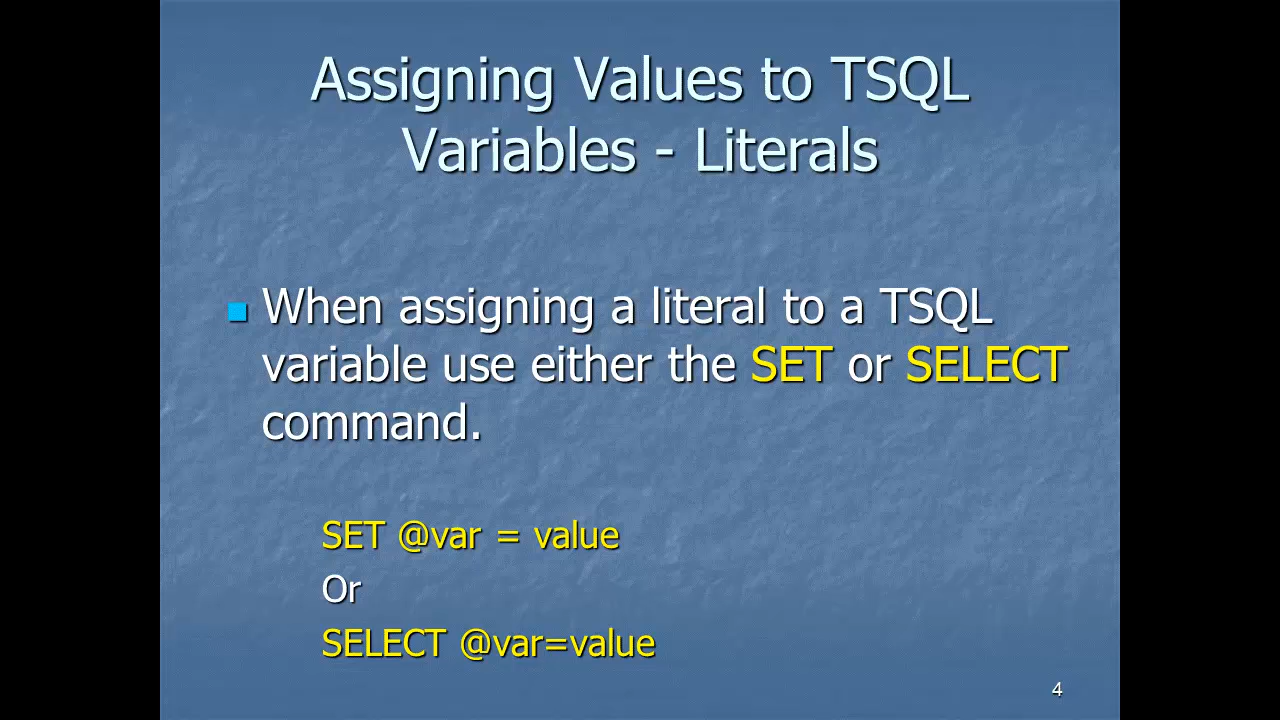 Assigning Values to TSQL
Variables - Literals
When assigning a literal to a TSQL
variable use either the SET or SELECT
command.
SET @var = value
Or
SELECT @var=value
4